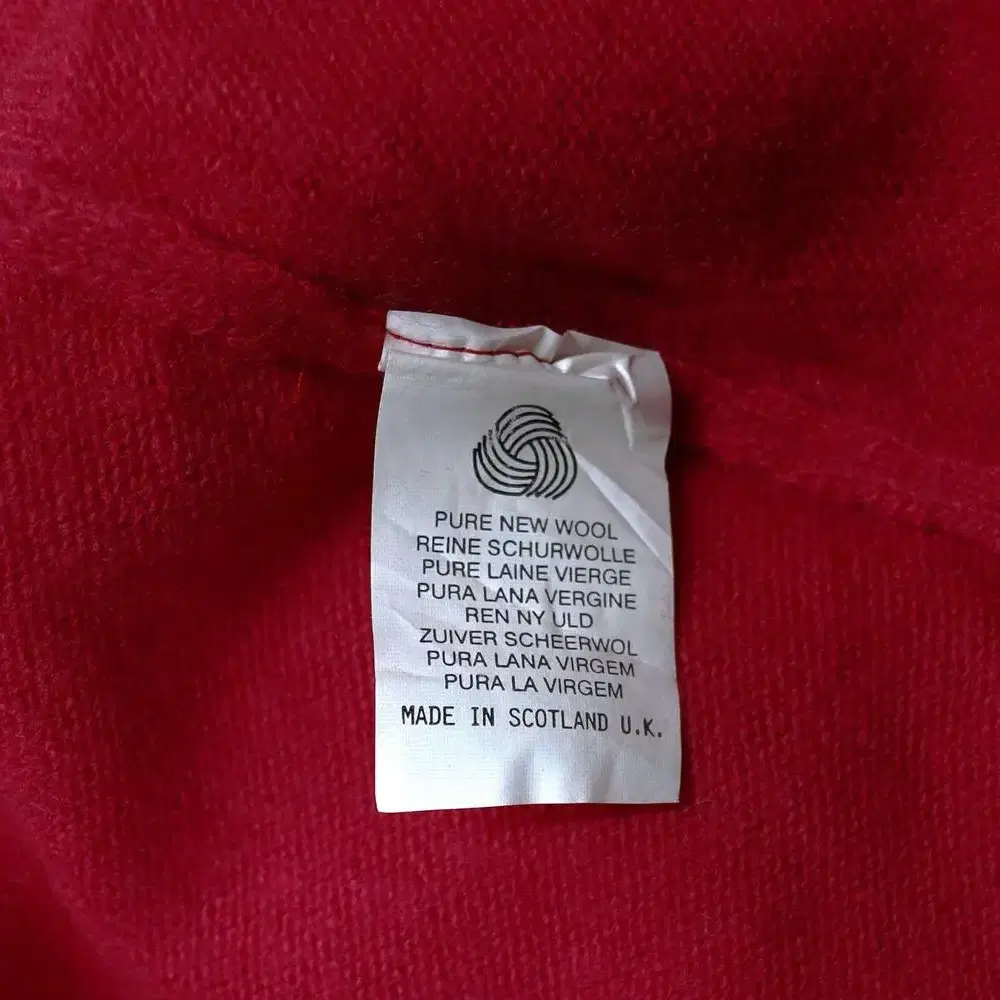 PURE NEW WOOL
REINE SCHURWOLLE
PURE LAINE VIERGE
PURA LANA VERGINE
REN NY ULD
ZUIVER SCHEERWOL
PURA LANA VIRGEM
PURA LA VIRGEM
MADE IN SCOTLAND U.K.